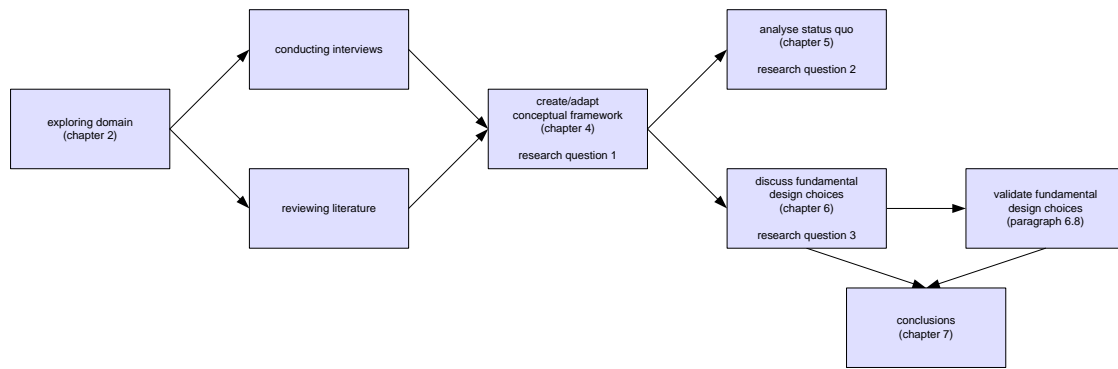 exploring domain
(chapter 2)
conducting interviews
reviewing literature
create/adapt
conceptual framework
(chapter 4)
research question 1
analyse status quo
(chapter 5)
research question 2
discuss fundamental
design choices
(chapter 6)
research question 3
validate fundamental
design choices
(paragraph 6.8)
conclusions
(chapter 7)